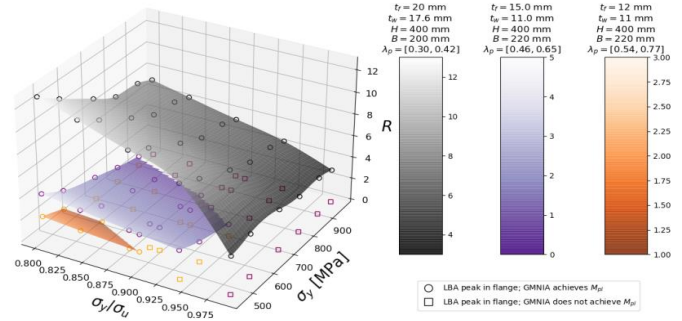 t_f = 20 mm
t_w = 17.6 mm
H = 400 mm
B = 200 mm
λ_p = [0.30, 0.42]
t_f = 15.0 mm
t_w = 11.0 mm
H = 400 mm
B = 220 mm
λ_p = [0.46, 0.65]
t_f = 12 mm
t_w = 11 mm
H = 400 mm
B = 220 mm
λ_p = [0.54, 0.77]
12
10
8
6
4
2
0
R
12
10
8
6
4
5
4
3
2
1
0
3.00
2.75
2.50
2.25
2.00
1.75
1.50
1.25
1.00
0.800
0.825
0.850
0.875
0.900
0.925
0.950
0.975
σ_y/σ_u
500
600
700
800
900
σ_y [MPa]
LBA peak in flange; GMNIA achieves M_pl
LBA peak in flange; GMNIA does not achieve M_pl